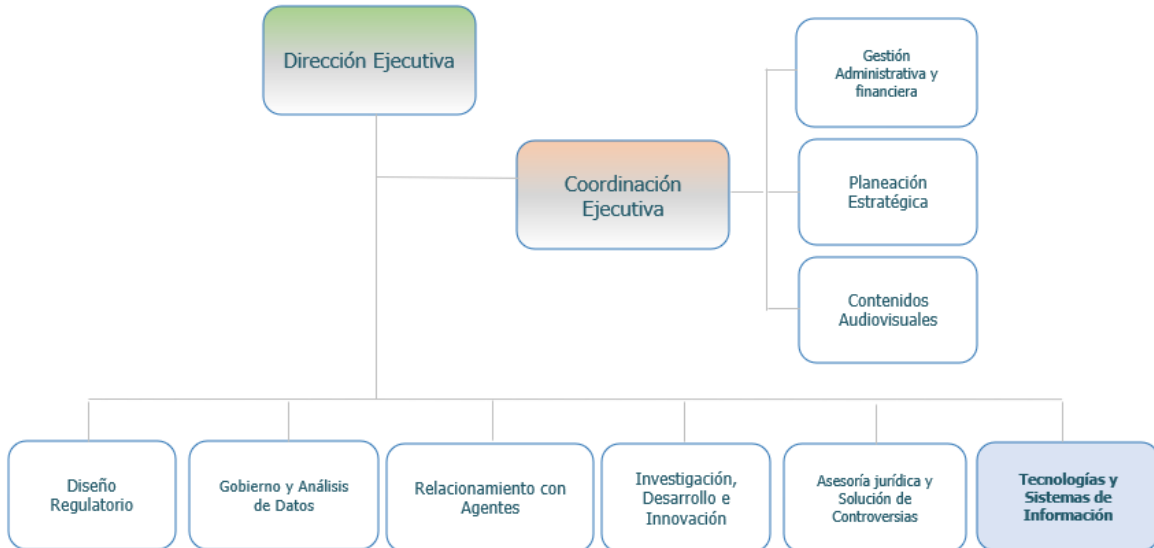 Dirección Ejecutiva
Coordinación
Ejecutiva
Gestión
Administrativa y
financiera
Planeación
Estratégica
Contenidos
Audiovisuales
Diseño
Regulatorio
Gobierno y Análisis
de Datos
Relacionamiento con
Agentes
Investigación,
Desarrollo e
Innovación
Asesoría jurídica y
Solución de
Controversias
Tecnologías y
Sistemas de
Información